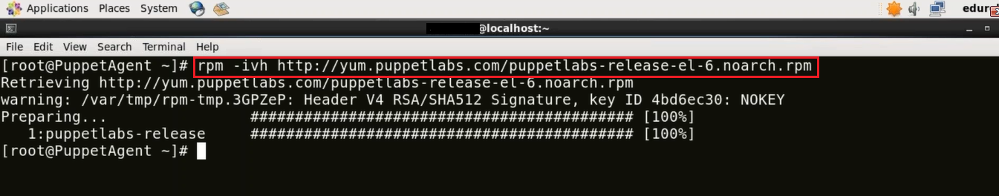 Applications Places System edur
@localhost:~
File Edit View Search Terminal Help
[root@PuppetAgent ~]# rpm -ivh http://yum.puppetlabs.com/puppetlabs-release-el-6.noarch.rpm
Retrieving http://yum.puppetlabs.com/puppetlabs-release-el-6.noarch.rpm
warning: /var/tmp/rpm-tmp.3GPZeP: Header V4 RSA/SHA512 Signature, key ID 4bd6ec30: NOKEY
Preparing... ########################################### [100%]
1:puppetlabs-release ########################################### [100%]
[root@PuppetAgent ~]#